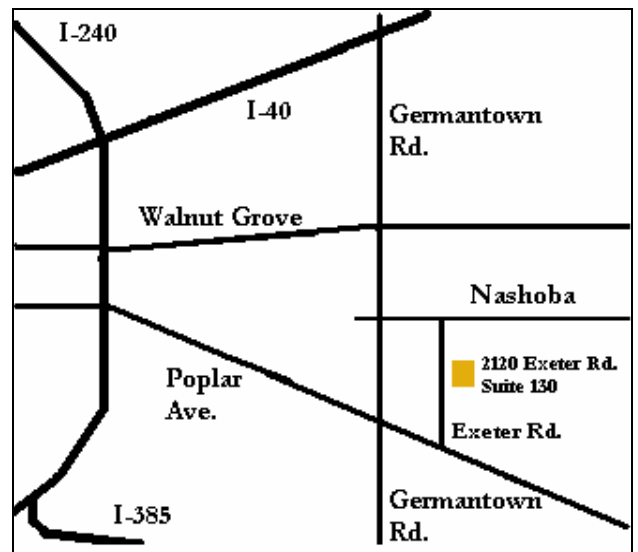 I-240
I-40
Germantown
Rd.
Walnut Grove
Nashoba
2120 Exeter Rd.
Suite 130
Poplar
Ave.
Exeter Rd.
Germantown
Rd.
I-385